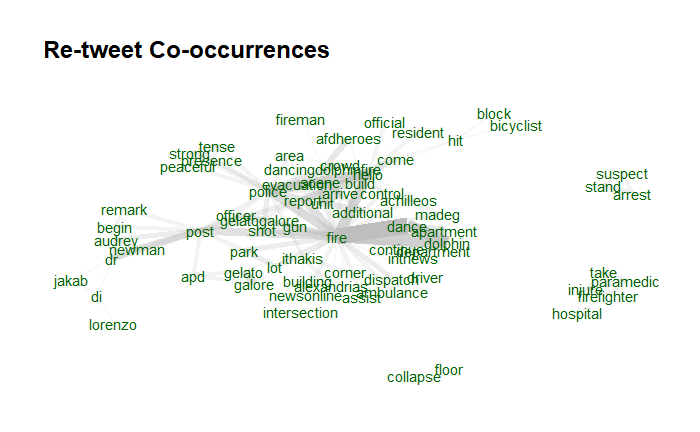 Re-tweet Co-occurrences
block
fireman
official
bicyclist
resident
afdheroes
hit
tense
strong
presence
peaceful
area
crowd
come
dancingdolphinfire
hello
suspect
stand
arrest
evacuation
scene
build
police
arrive
control
report
unit
achilleos
remark
officer
additional
madeg
gelatogalore
begin
post
shot
gun
dance
apartment
audrey
fire
dolphin
newman
park
continue
department
dr
ithakis
intnews
jakab
apd
gelato
lot
corner
take
galore
building
dispatch
driver
paramedic
alexandrias
injure
di
newsonline
assist
ambulance
firefighter
intersection
hospital
lorenzo
floor
collapse